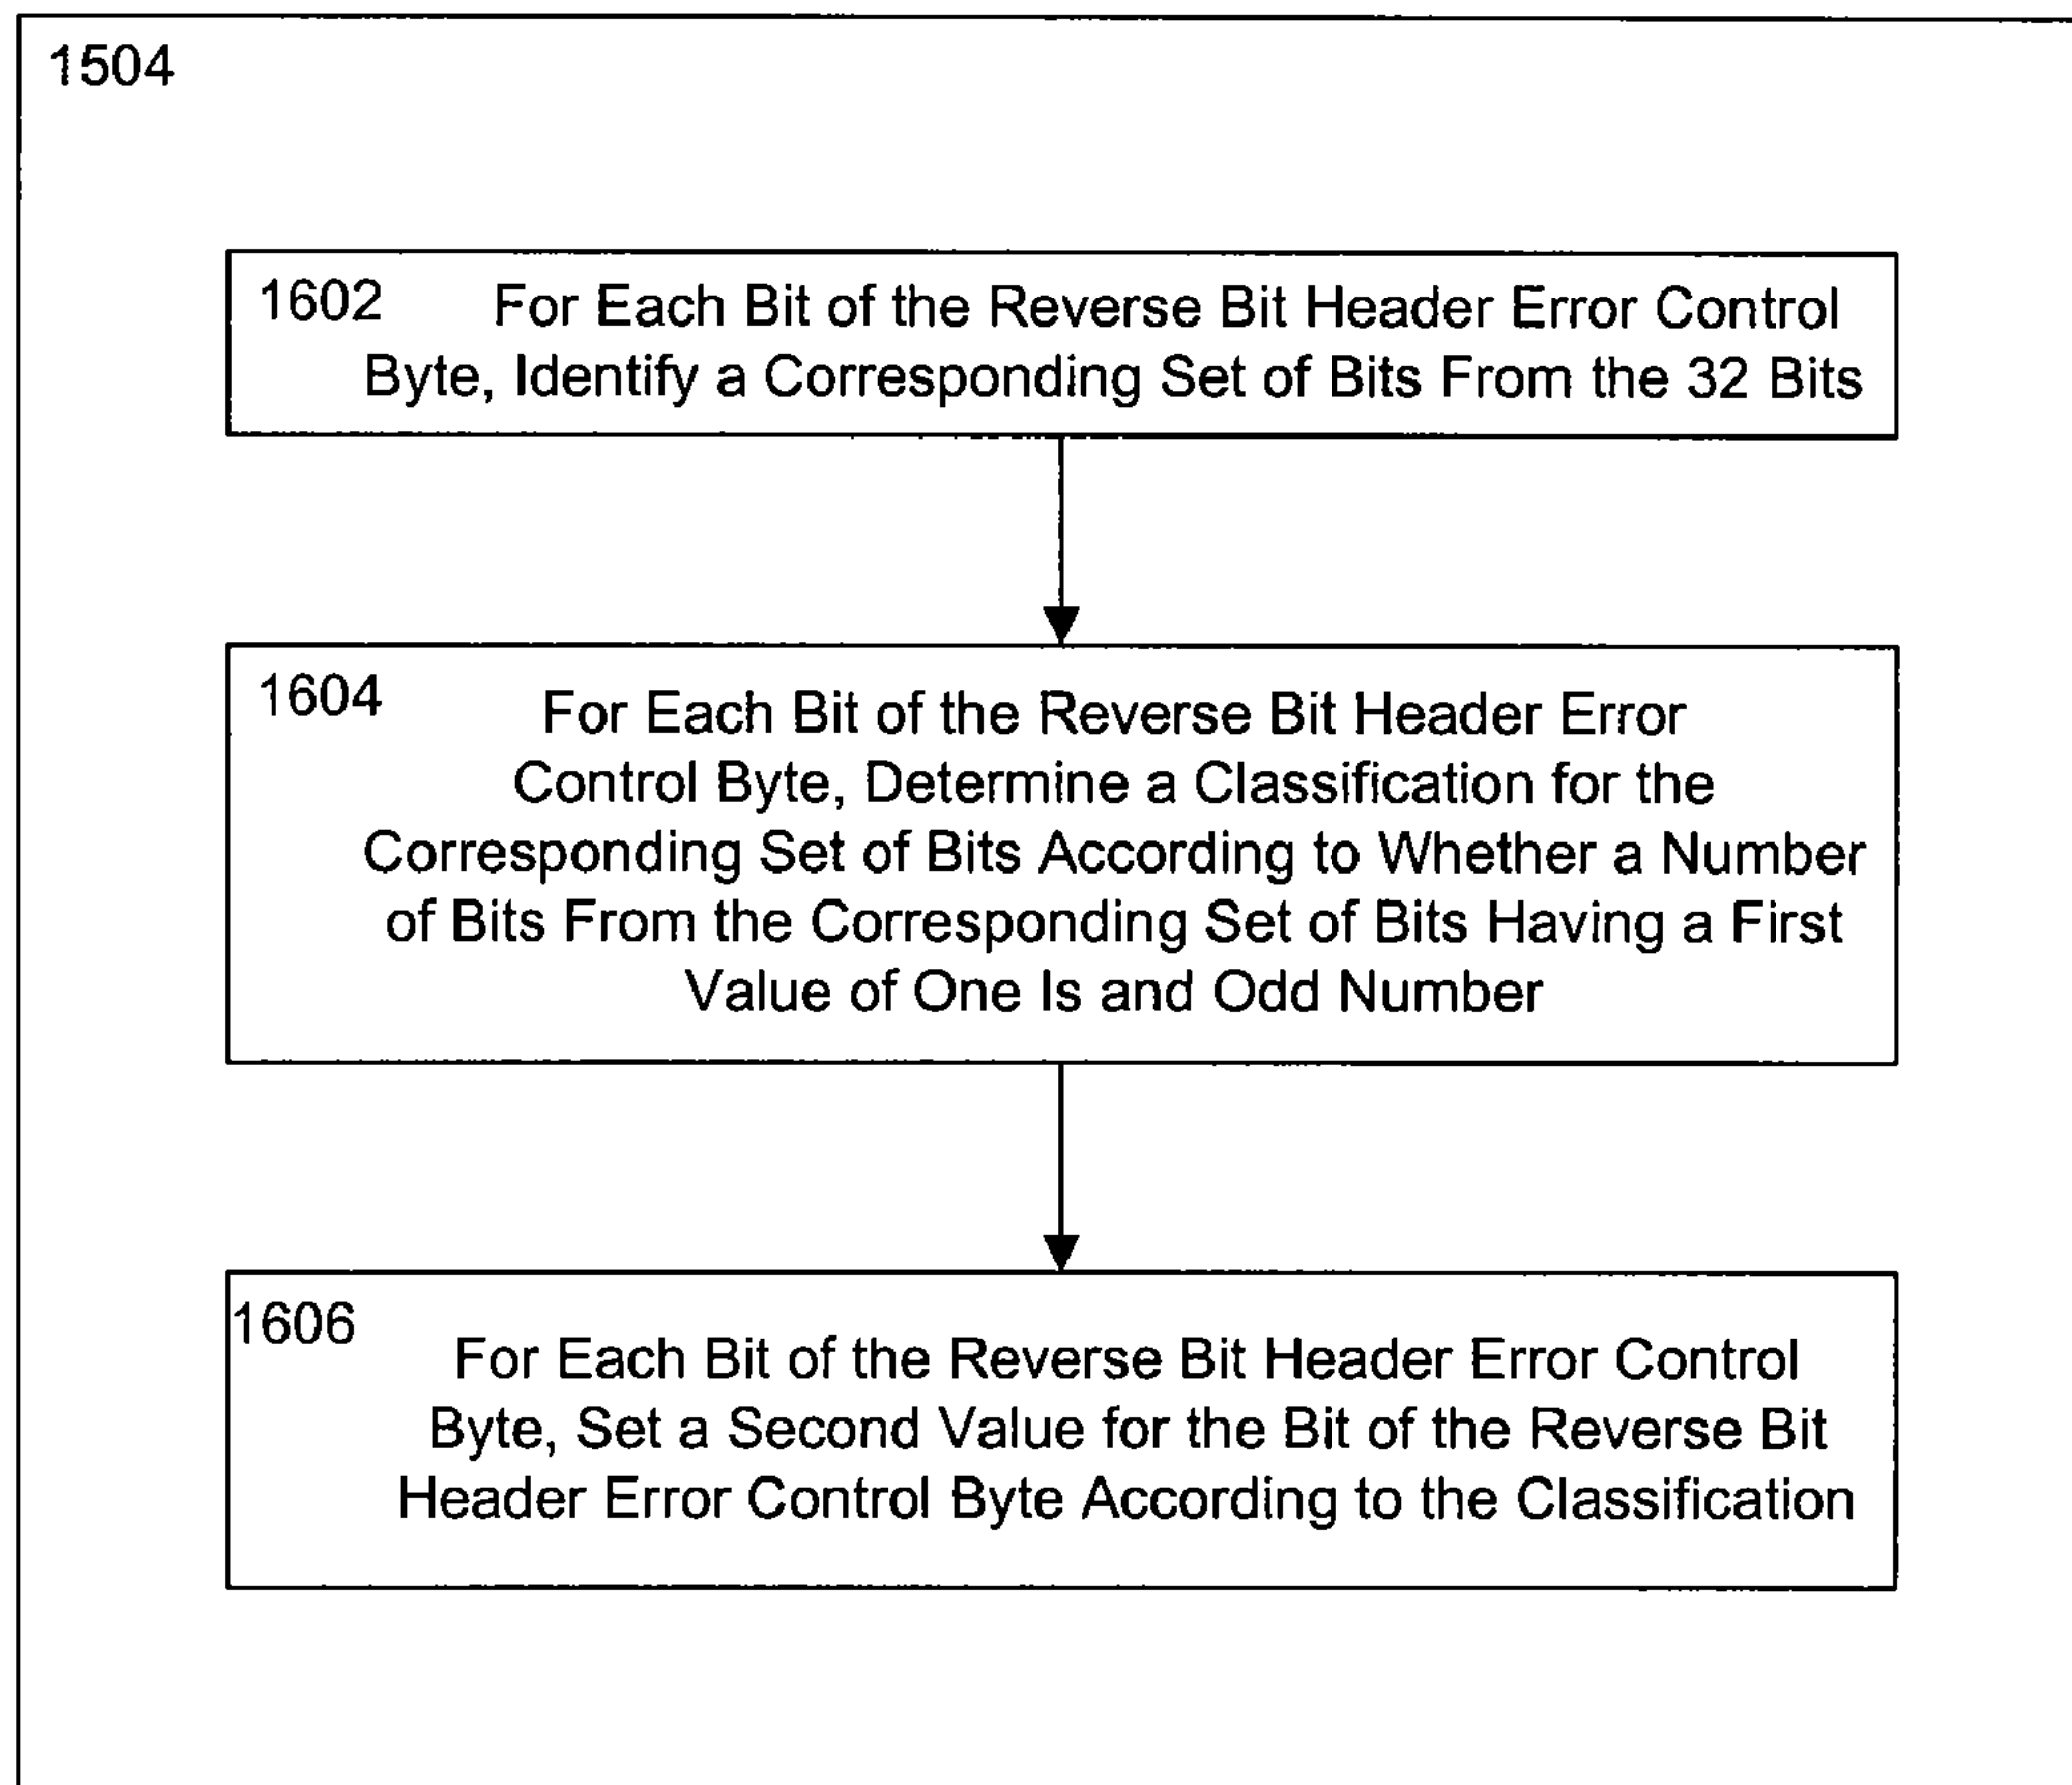 1504
1602 For Each Bit of the Reverse Bit Header Error Control
Byte, Identify a Corresponding Set of Bits From the 32 Bits
1604 For Each Bit of the Reverse Bit Header Error
Control Byte, Determine a Classification for the
Corresponding Set of Bits According to Whether a Number
of Bits From the Corresponding Set of Bits Having a First
Value of One Is and Odd Number
1606
For Each Bit of the Reverse Bit Header Error Control
Byte, Set a Second Value for the Bit of the Reverse Bit
Header Error Control Byte According to the Classification